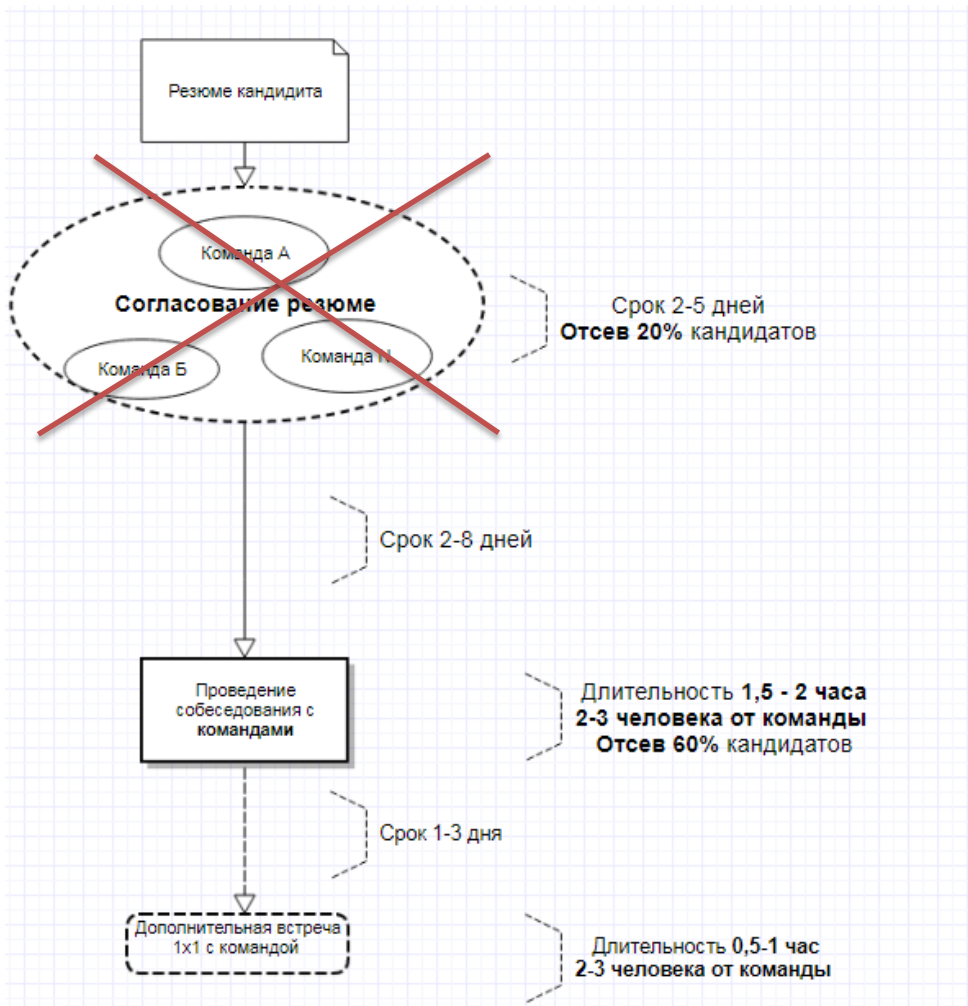 Резюме кандидита
Команда А
Согласование резюме
Команда Б
Команда N
Срок 2-5 дней
Отсев 20% кандидатов
Срок 2-8 дней
Проведение
собеседования с
командами
Длительность 1,5 - 2 часа
2-3 человека от команды
Отсев 60% кандидатов
Срок 1-3 дня
Дополнительная встреча
1х1 с командой
Длительность 0,5-1 час
2-3 человека от команды